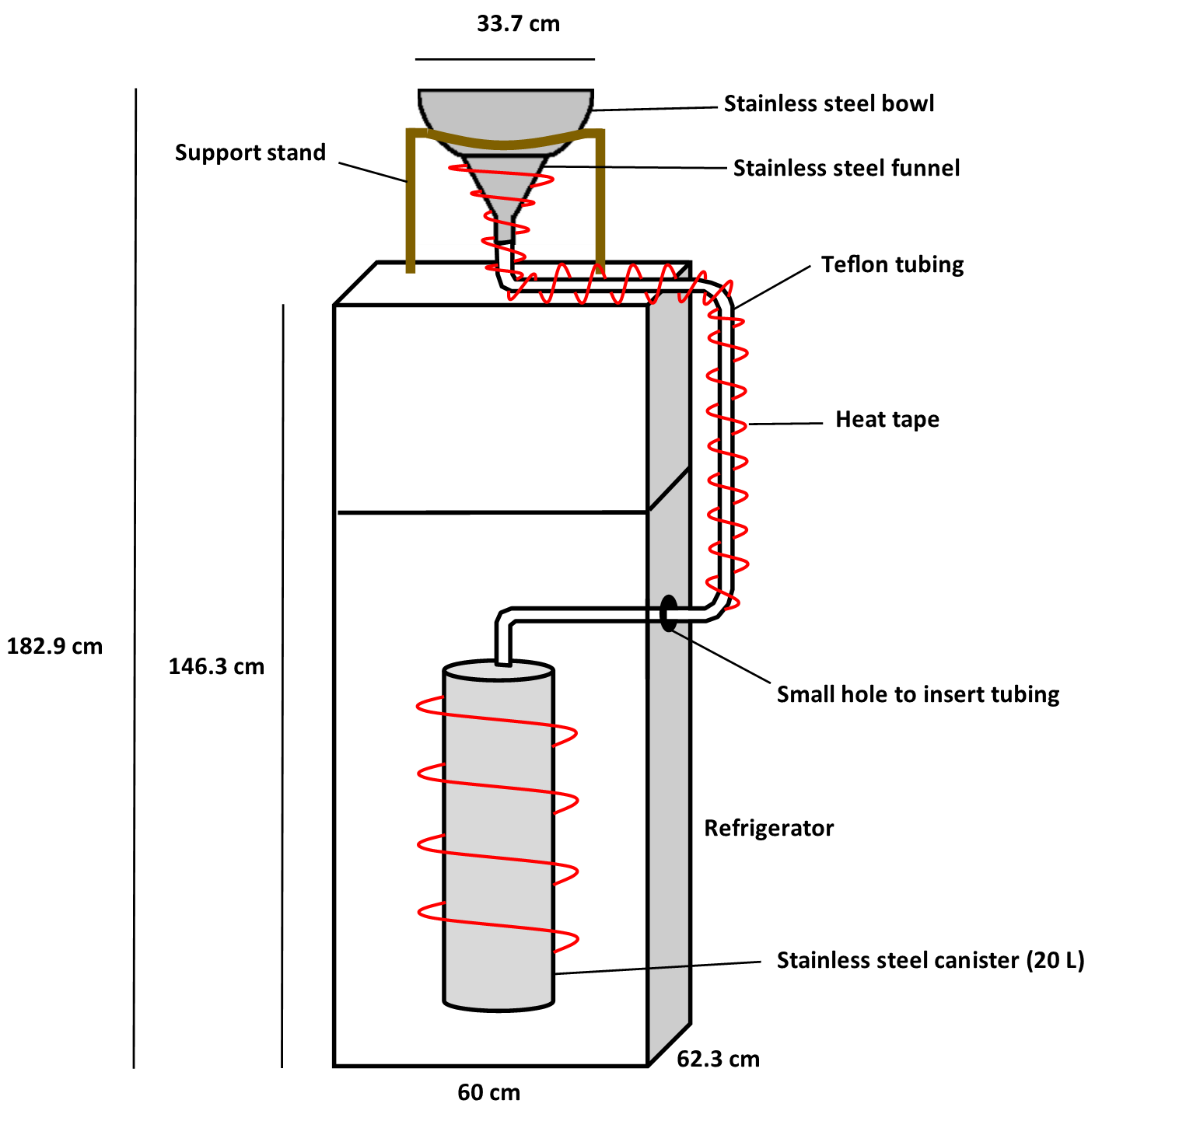 33.7 cm
Stainless steel bowl
Support stand
Stainless steel funnel
Teflon tubing
Heat tape
182.9 cm
146.3 cm
Small hole to insert tubing
Refrigerator
Stainless steel canister (20 L)
62.3 cm
60 cm